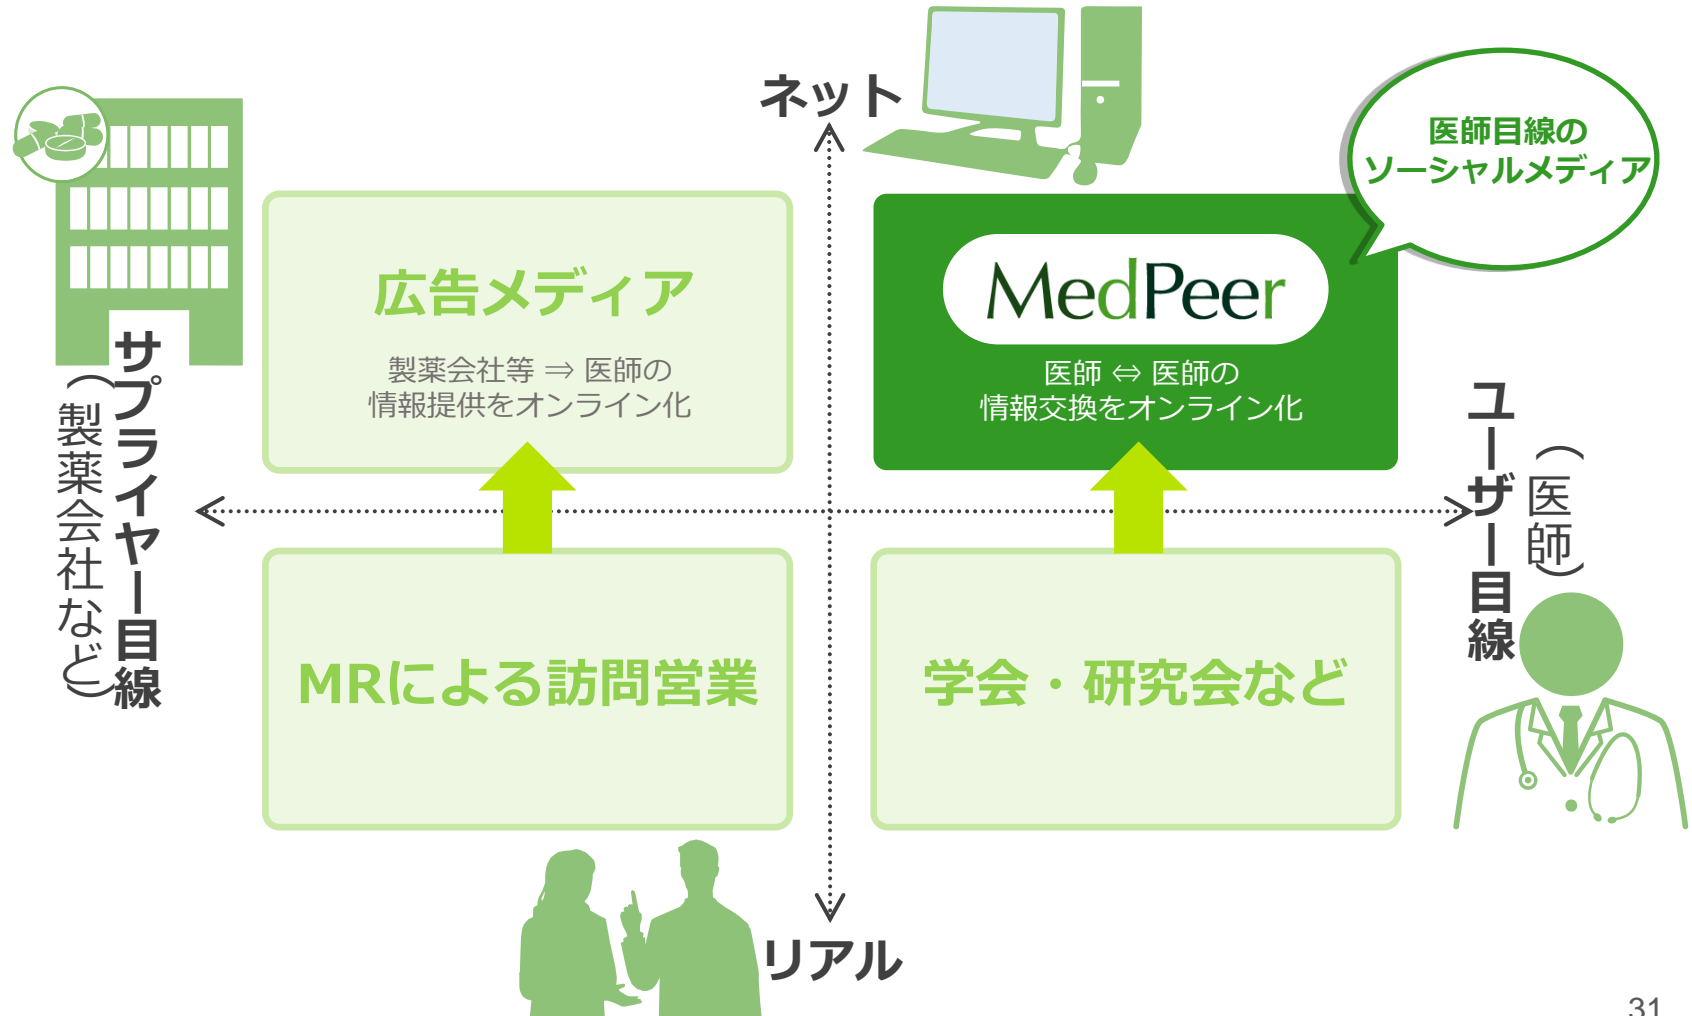 ネット
医師目線の
ソーシャルメディア
広告メディア
製薬会社等 ⇒ 医師の
情報提供をオンライン化
MedPeer
医師 ⇔ 医師の
情報交換をオンライン化
サプライヤー目線
（製薬会社など）
ユーザー目線
（医師）
MRによる訪問営業
学会・研究会など
リアル
31